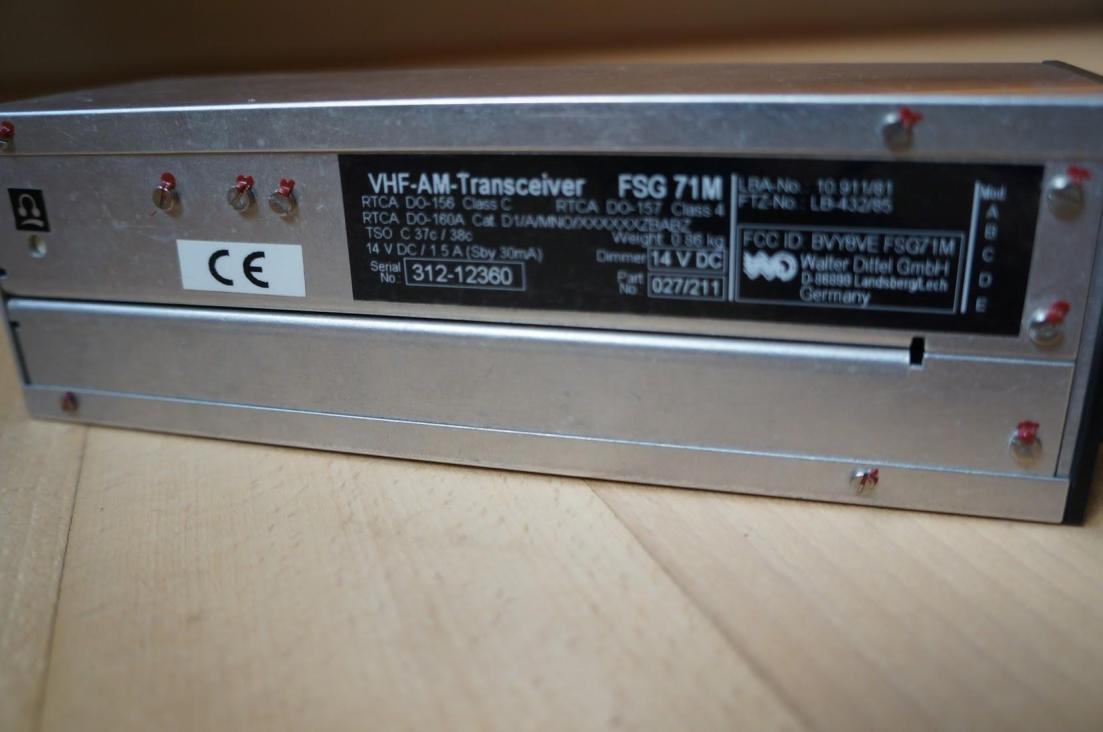 VHF-AM-Transceiver FSG 71M
RTCA DO-156 Class C RTCA DO-157 Class 4
RTCA DO-160A Cat. D1/A/MNO/XXXXXXZBABZ
TSO C 37c / 38c Weight 0.86 kg
14 V DC / 1.5 A (Sby 30mA) Dimmer 14 V DC
Serial No 312-12360 Part No. 027/211
LBA-No.: 10.911/81
FTZ-No.: LB-432/85
FCC ID: BVY8VE FSG71M
Walter Dittel GmbH
D-86899 Landsberg/Lech
Germany
Mod
A
B
C
D
E
CE